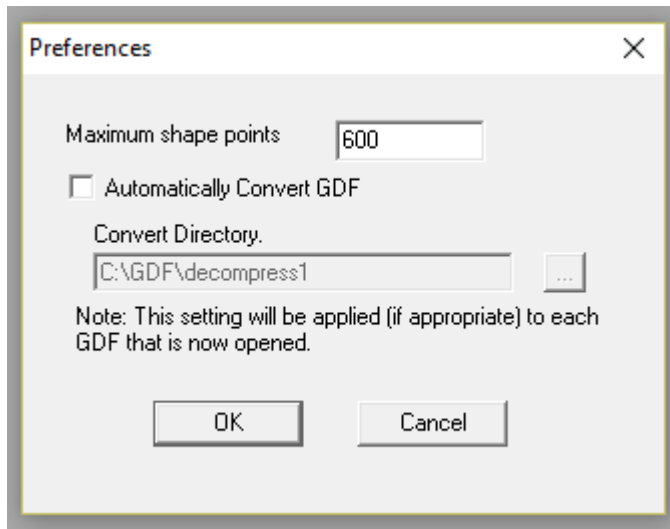 Preferences
Maximum shape points 600
Automatically Convert GDF
Convert Directory.
C:\GDF\decompress1 ...
Note: This setting will be applied (if appropriate) to each
GDF that is now opened.
OK Cancel